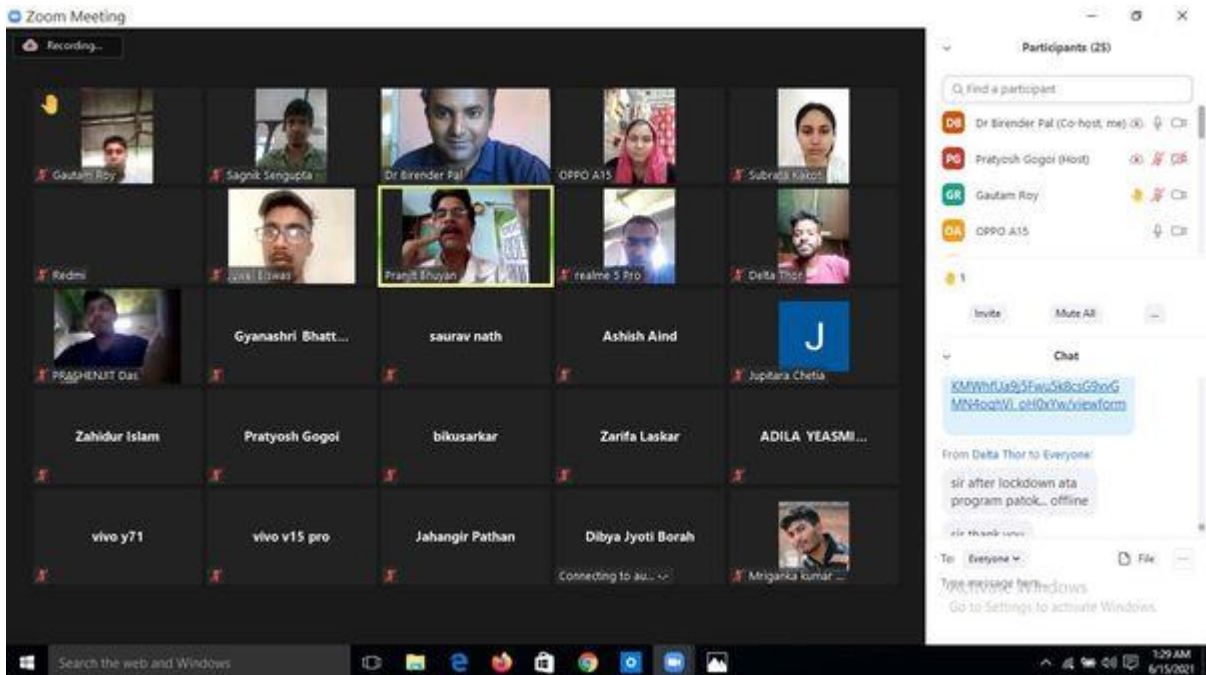 Zoom Meeting
Recording...
Gautam Roy
Sagnik Sengupta
Dr Birender Pal
OPPO A15
Subrata Kakoti
Redmi
Biswas
Pranjit Bhuyan
realme 5 Pro
Delta Thor
PRASHENJIT Das
Gyanashri Bhatt...
saurav nath
Ashish Aind
J
Jupitara Chetia
Zahidur Islam
Pratyosh Gogoi
bikusarkar
Zarifa Laskar
ADILA YEASMI...
vivo y71
vivo v15 pro
Jahangir Pathan
Dibya Jyoti Borah
Connecting to au...
Mriganka kumar ...
Participants (25)
Find a participant
DB Dr Birender Pal (Co-host, me)
PG Pratyosh Gogoi (Host)
GR Gautam Roy
OA OPPO A15
1
Invite Mute All ...
Chat
From Delta Thor to Everyone:
sir after lockdown ata
program patok... offline
sir thank you
To: Everyone File ...
Type message here...
Activate Windows
Go to Settings to activate Windows.
Search the web and Windows
1:29 AM
6/15/2021